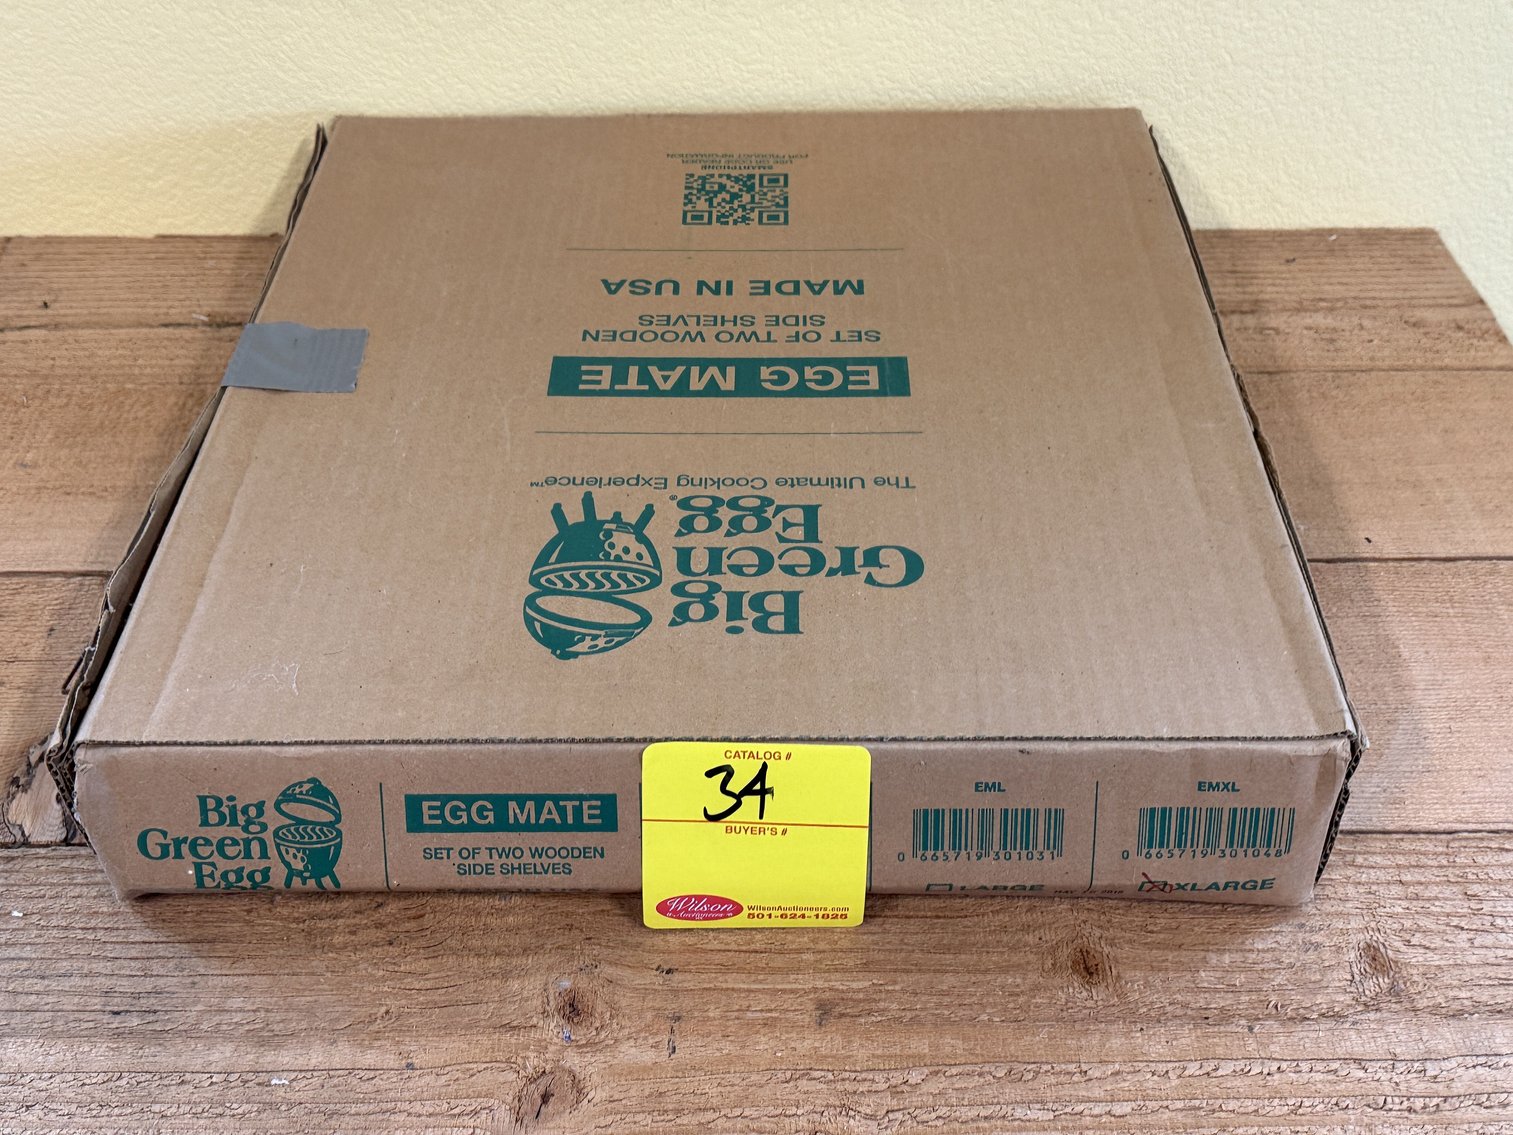 SMARTPHONE
USE QR CODE READER
FOR PRODUCT INFORMATION
MADE IN USA
SET OF TWO WOODEN
SIDE SHELVES
EGG MATE
The Ultimate Cooking Experience™
Big
Green
Egg®
Big
Green
Egg
EGG MATE
SET OF TWO WOODEN
SIDE SHELVES
CATALOG #
34
BUYER'S #
Wilson
Auctioneers
WilsonAuctioneers.com
501-624-1825
EML
0 665719 301031
LARGE
EMXL
0 665719 301048
XLARGE